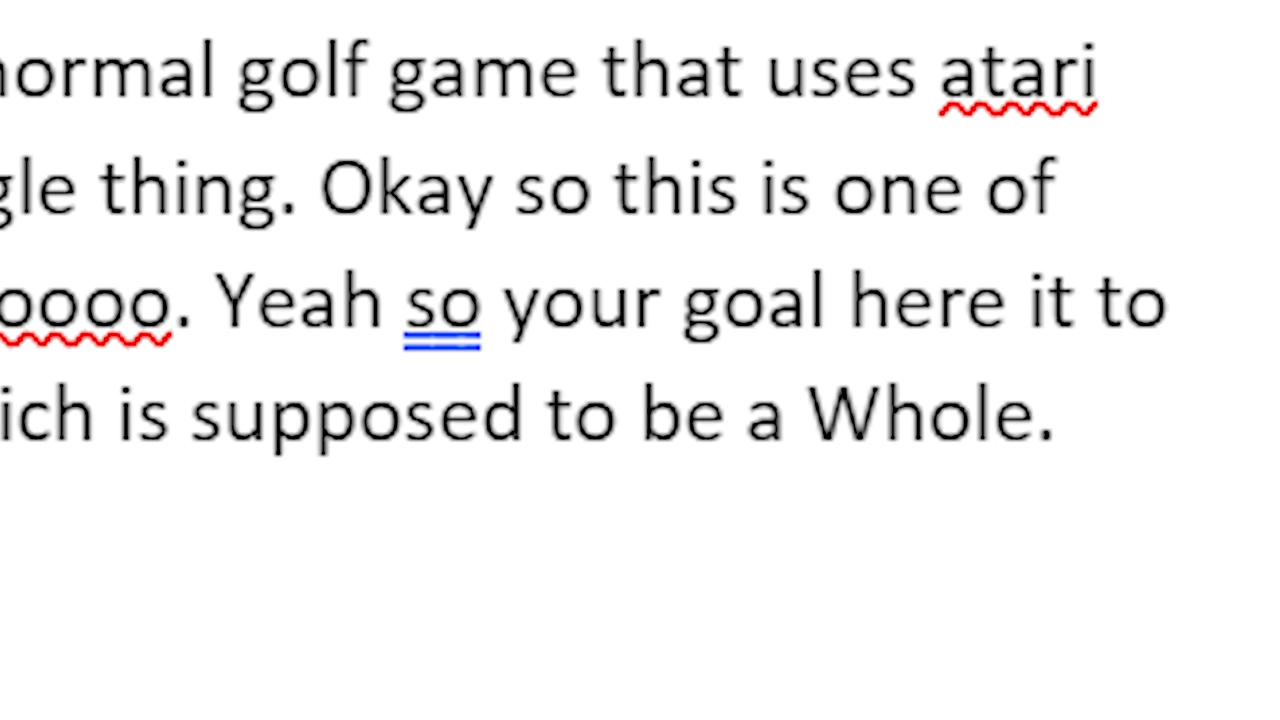 normal golf game that uses atari
gle thing. Okay so this is one of
oooo. Yeah so your goal here it to
ich is supposed to be a Whole.